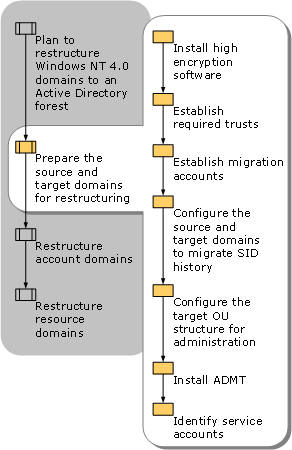 Plan to
restructure
Windows NT 4.0
domains to an
Active Directory
forest
Prepare the
source and
target domains
for restructuring
Restructure
account domains
Restructure
resource
domains
Install high
encryption
software
Establish
required trusts
Establish migration
accounts
Configure the
source and
target domains
to migrate SID
history
Configure the
target OU
structure for
administration
Install ADMT
Identify service
accounts